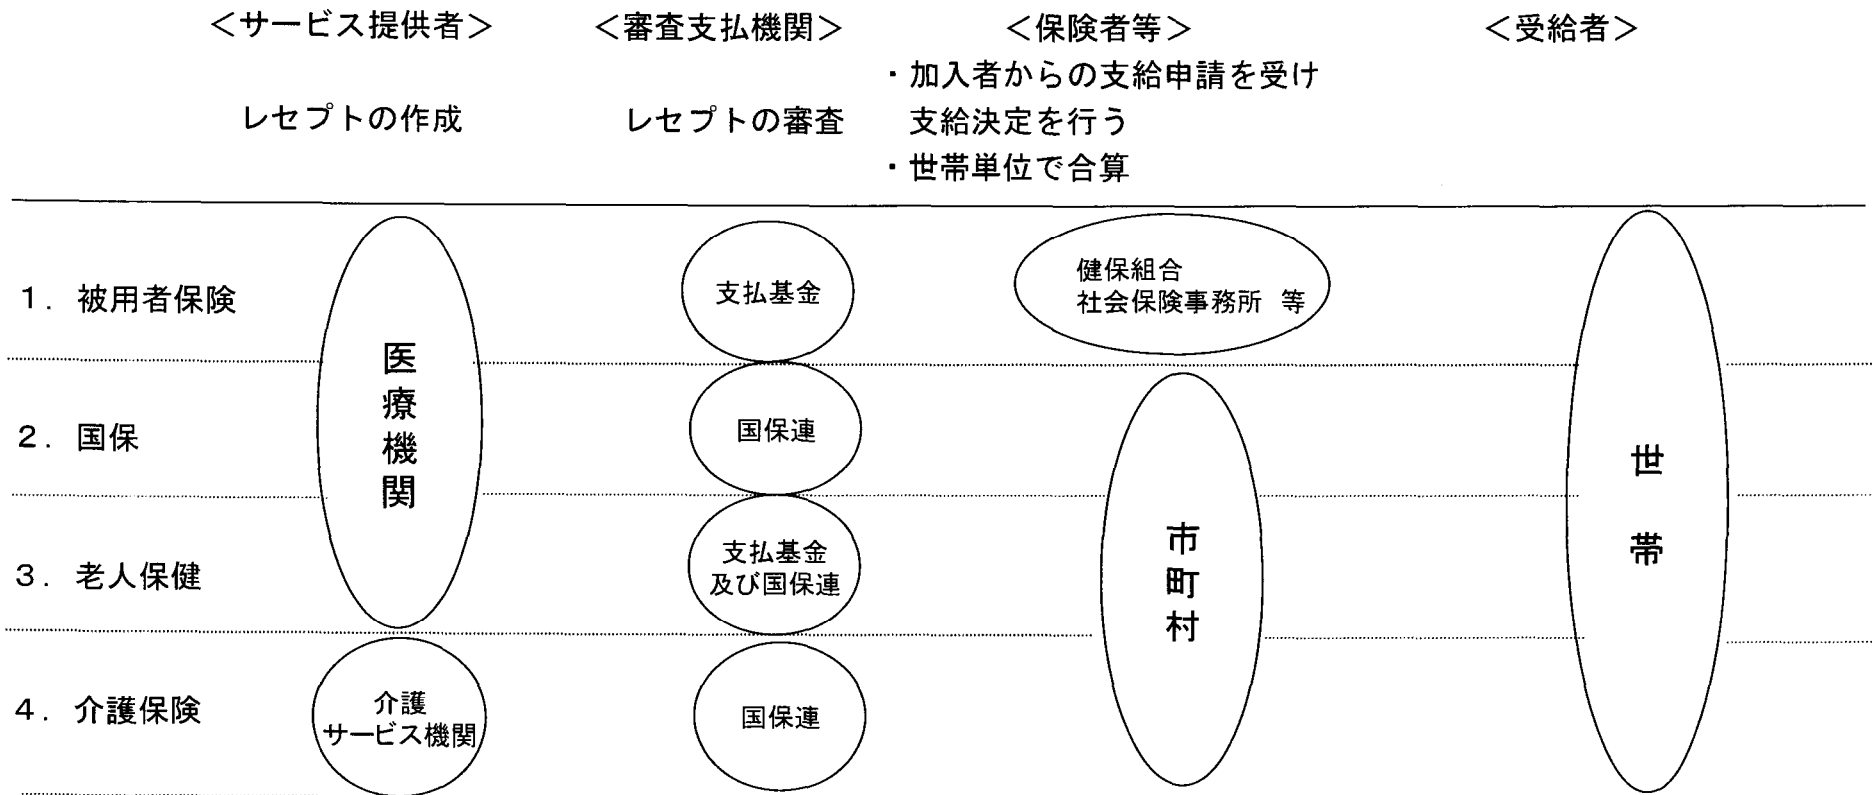 ＜サービス提供者＞
レセプトの作成
＜審査支払機関＞
レセプトの審査
＜保険者等＞
・加入者からの支給申請を受け
支給決定を行う
・世帯単位で合算
＜受給者＞
1．被用者保険
2．国保
3．老人保健
4．介護保険
医療機関
介護
サービス機関
支払基金
国保連
支払基金
及び国保連
国保連
健保組合
社会保険事務所 等
市町村
世帯